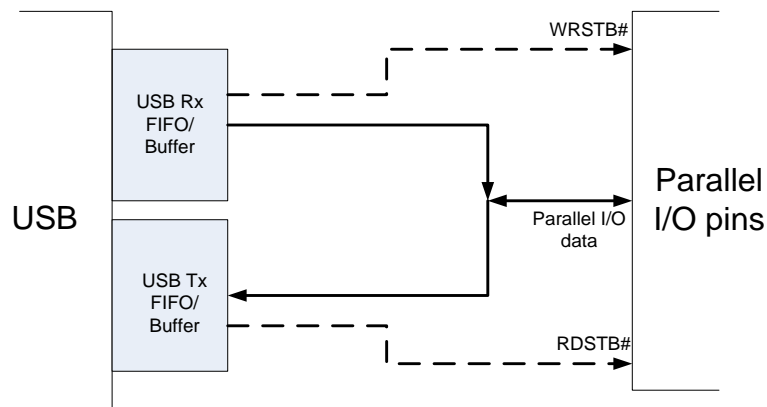 WRSTB#
USB Rx
FIFO/
Buffer
USB
Parallel
I/O pins
Parallel I/O
data
USB Tx
FIFO/
Buffer
RDSTB#